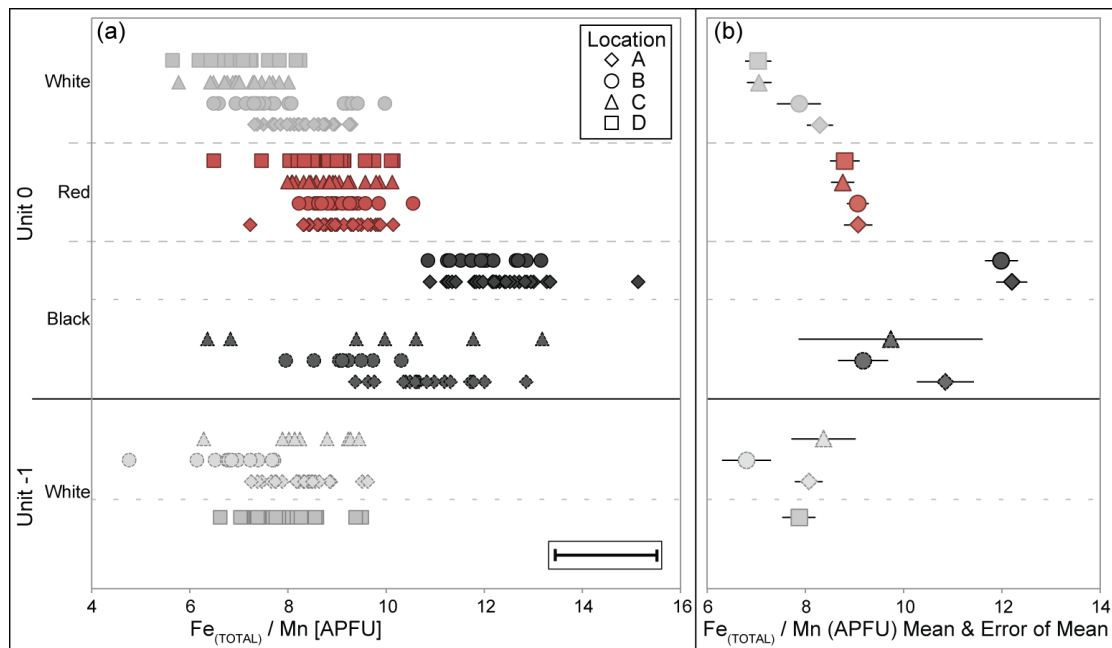 (a)
Location
A
B
C
D
White
Red
Black
White
Unit 0
Unit -1
4 6 8 10 12 14 16
Fe(TOTAL) / Mn [APFU]
(b)
6 8 10 12 14
Fe(TOTAL) / Mn (APFU) Mean & Error of Mean